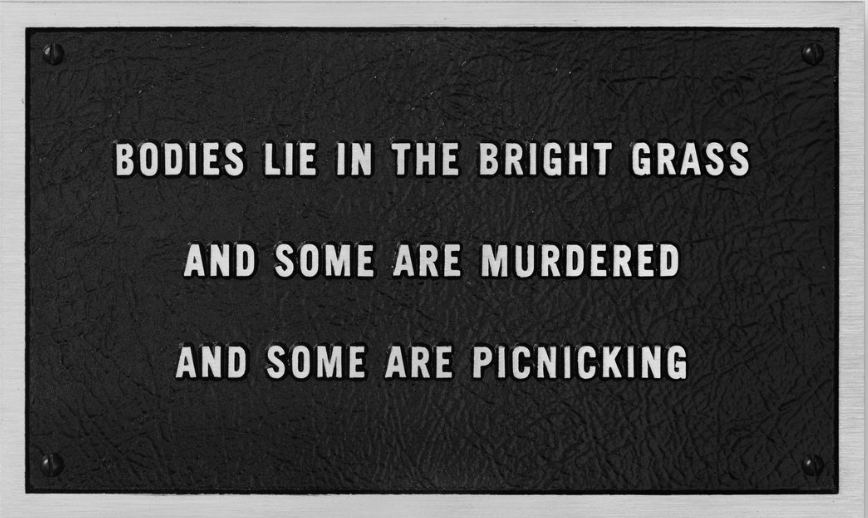 BODIES LIE IN THE BRIGHT GRASS
AND SOME ARE MURDERED
AND SOME ARE PICNICKING